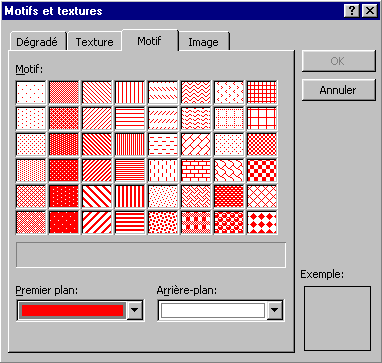 Motifs et textures
Dégradé
Texture
Motif
Image
OK
Motif:
Annuler
Exemple:
Premier plan:
Arrière-plan: